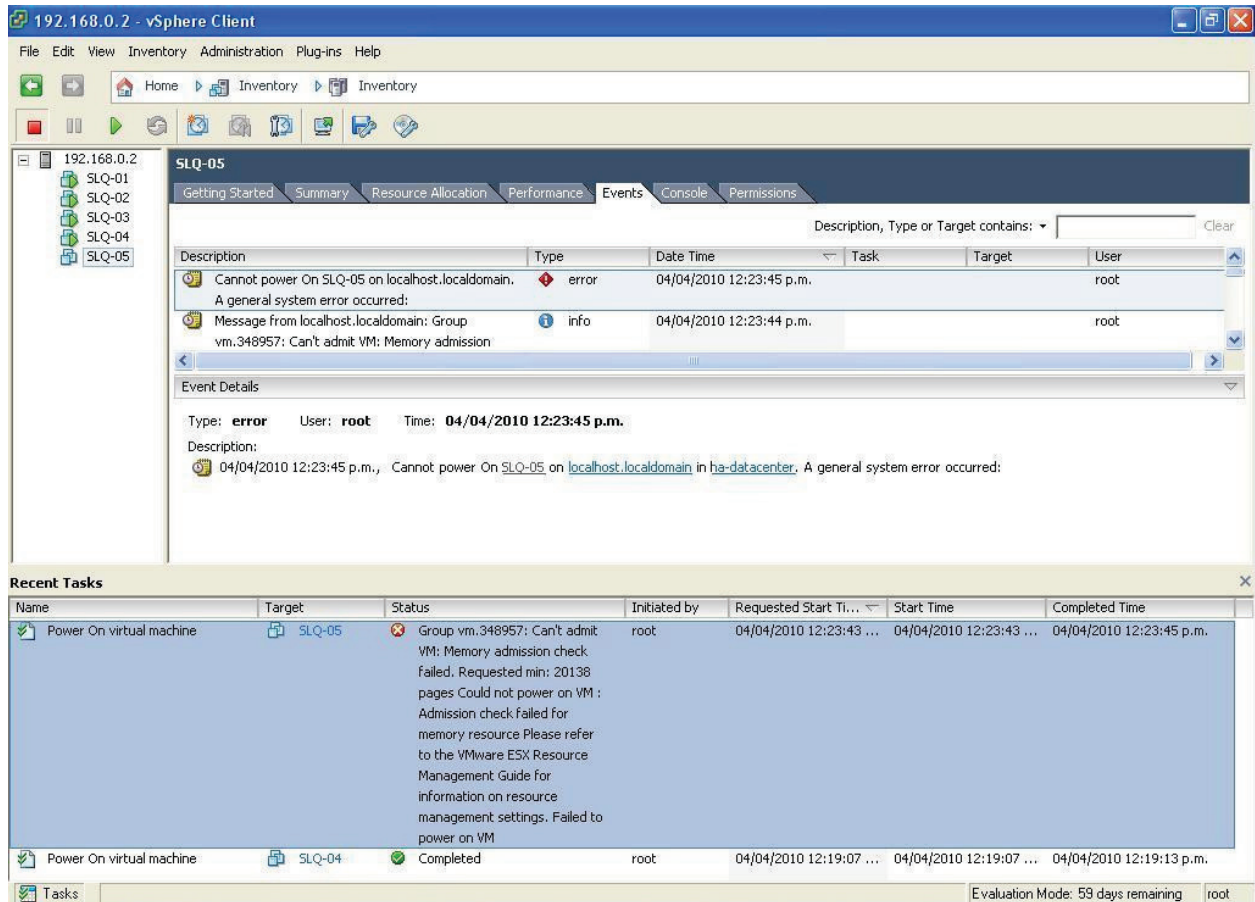 192.168.0.2 - vSphere Client
File Edit View Inventory Administration Plug-ins Help
Home Inventory Inventory
192.168.0.2
SLQ-01
SLQ-02
SLQ-03
SLQ-04
SLQ-05
SLQ-05
Getting Started Summary Resource Allocation Performance Events Console Permissions
Description, Type or Target contains: Clear
Description Type Date Time Task Target User
Cannot power On SLQ-05 on localhost.localdomain. error 04/04/2010 12:23:45 p.m. root
A general system error occurred:
Message from localhost.localdomain: Group info 04/04/2010 12:23:44 p.m. root
vm.348957: Can't admit VM: Memory admission
Event Details
Type: error User: root Time: 04/04/2010 12:23:45 p.m.
Description:
04/04/2010 12:23:45 p.m., Cannot power On SLQ-05 on localhost.localdomain in ha-datacenter. A general system error occurred:
Recent Tasks
Name Target Status Initiated by Requested Start Ti... Start Time Completed Time
Power On virtual machine SLQ-05 Group vm.348957: Can't admit root 04/04/2010 12:23:43 ... 04/04/2010 12:23:43 ... 04/04/2010 12:23:45 p.m.
VM: Memory admission check
failed. Requested min: 20138
pages Could not power on VM :
Admission check failed for
memory resource Please refer
to the VMware ESX Resource
Management Guide for
information on resource
management settings. Failed to
power on VM
Power On virtual machine SLQ-04 Completed root 04/04/2010 12:19:07 ... 04/04/2010 12:19:07 ... 04/04/2010 12:19:13 p.m.
Tasks Evaluation Mode: 59 days remaining root